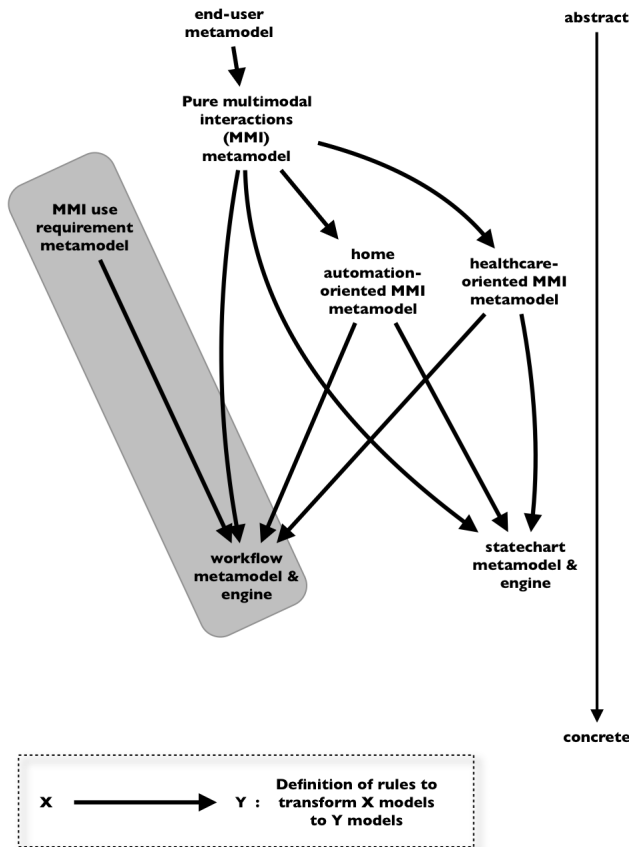 end-user
metamodel
abstract
Pure multimodal
interactions
(MMI)
metamodel
MMI use
requirement
metamodel
home
automation-
oriented MMI
metamodel
healthcare-
oriented MMI
metamodel
workflow
metamodel &
engine
statechart
metamodel &
engine
concrete
X
Y :
Definition of rules to
transform X models
to Y models